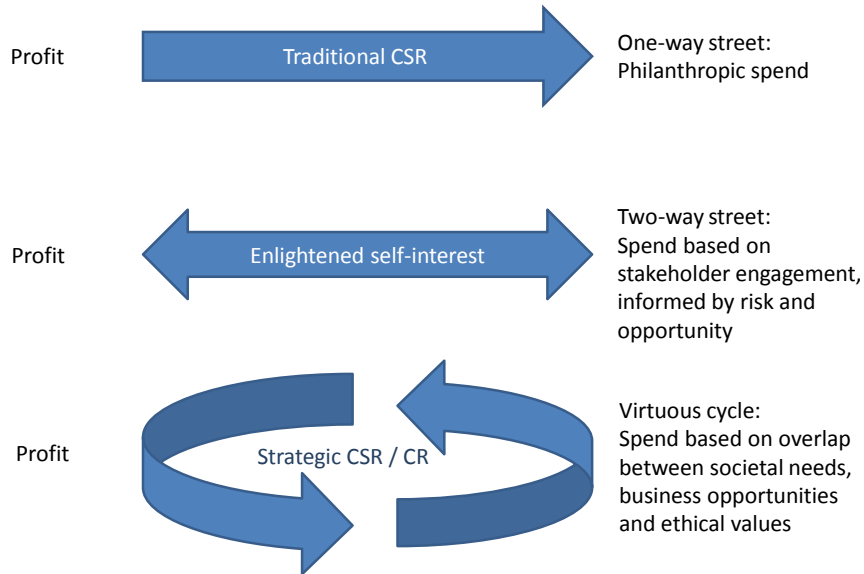 Profit
Traditional CSR
One-way street:
Philanthropic spend
Profit
Enlightened self-interest
Two-way street:
Spend based on
stakeholder engagement,
informed by risk and
opportunity
Profit
Strategic CSR / CR
Virtuous cycle:
Spend based on overlap
between societal needs,
business opportunities
and ethical values